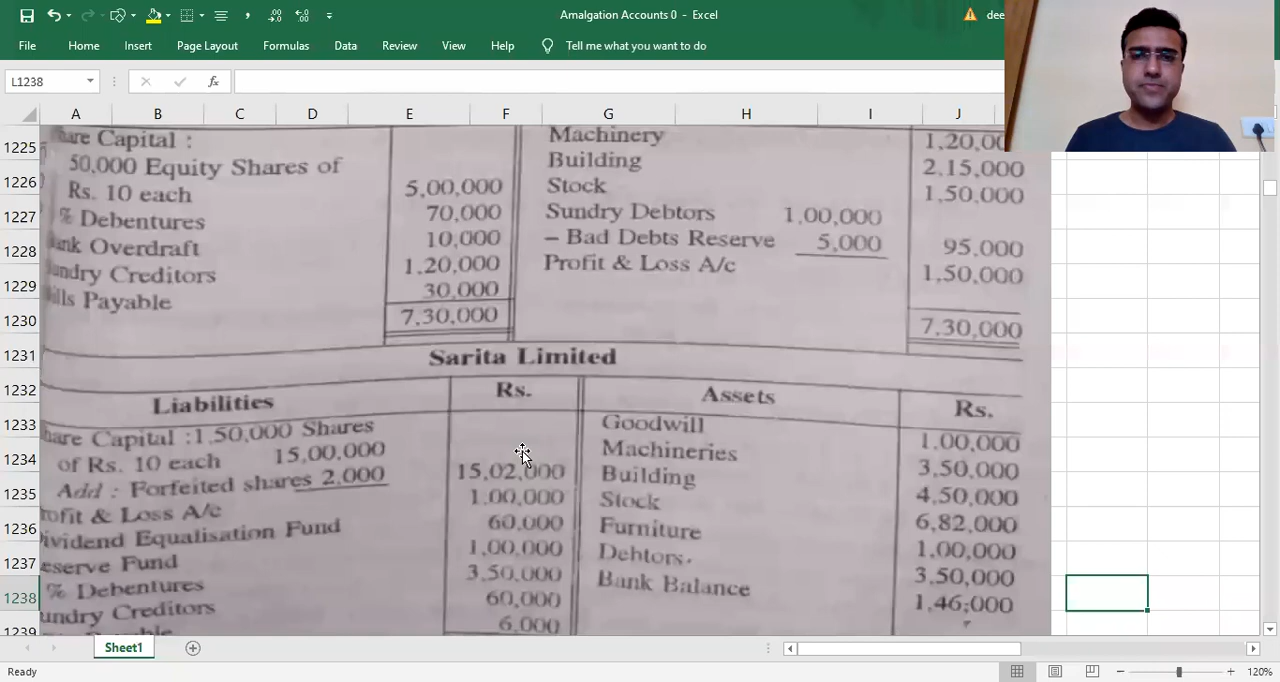 Amalgation Accounts 0 - Excel
dee
File Home Insert Page Layout Formulas Data Review View Help Tell me what you want to do
L1238
fx
A B C D E F G H I J
1225
1226
1227
1228
1229
1230
1231
1232
1233
1234
1235
1236
1237
1238
1239
hare Capital :
50,000 Equity Shares of
Rs. 10 each 5,00,000
% Debentures 70,000
ank Overdraft 10,000
undry Creditors 1,20,000
ills Payable 30,000
7,30,000
Machinery 1,20,00
Building 2,15,000
Stock 1,50,000
Sundry Debtors 1,00,000
– Bad Debts Reserve 5,000 95,000
Profit & Loss A/c 1,50,000
7,30,000
Sarita Limited
Liabilities Rs. Assets Rs.
hare Capital :1,50,000 Shares
of Rs. 10 each 15,00,000
Add : Forfeited shares 2,000 15,02,000
rofit & Loss A/c 1,00,000
ividend Equalisation Fund 60,000
eserve Fund 1,00,000
% Debentures 3,50,000
undry Creditors 60,000
6,000
Goodwill 1,00,000
Machineries 3,50,000
Building 4,50,000
Stock 6,82,000
Furniture 1,00,000
Debtors. 3,50,000
Bank Balance 1,46,000
Sheet1
Ready
120%